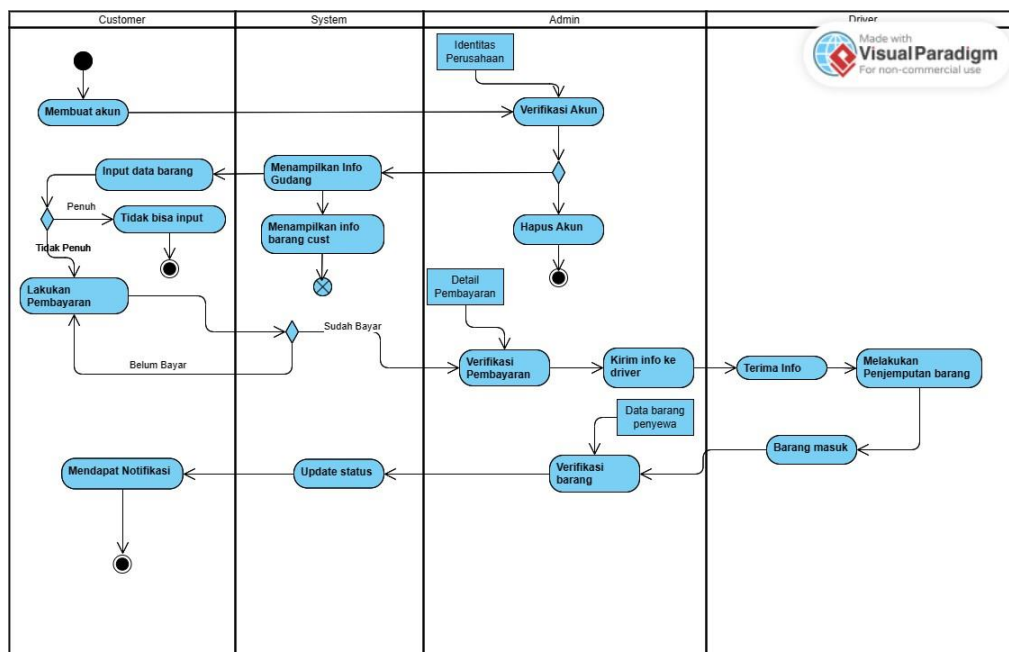 Customer
System
Admin
Driver
Made with
Visual Paradigm
For non-commercial use
Identitas
Perusahaan
Membuat akun
Verifikasi Akun
Input data barang
Menampilkan Info
Gudang
Penuh
Tidak bisa input
Menampilkan info
barang cust
Hapus Akun
Tidak Penuh
Lakukan
Pembayaran
Detail
Pembayaran
Sudah Bayar
Belum Bayar
Verifikasi
Pembayaran
Kirim info ke
driver
Terima Info
Melakukan
Penjemputan barang
Data barang
penyewa
Barang masuk
Mendapat Notifikasi
Update status
Verifikasi
barang